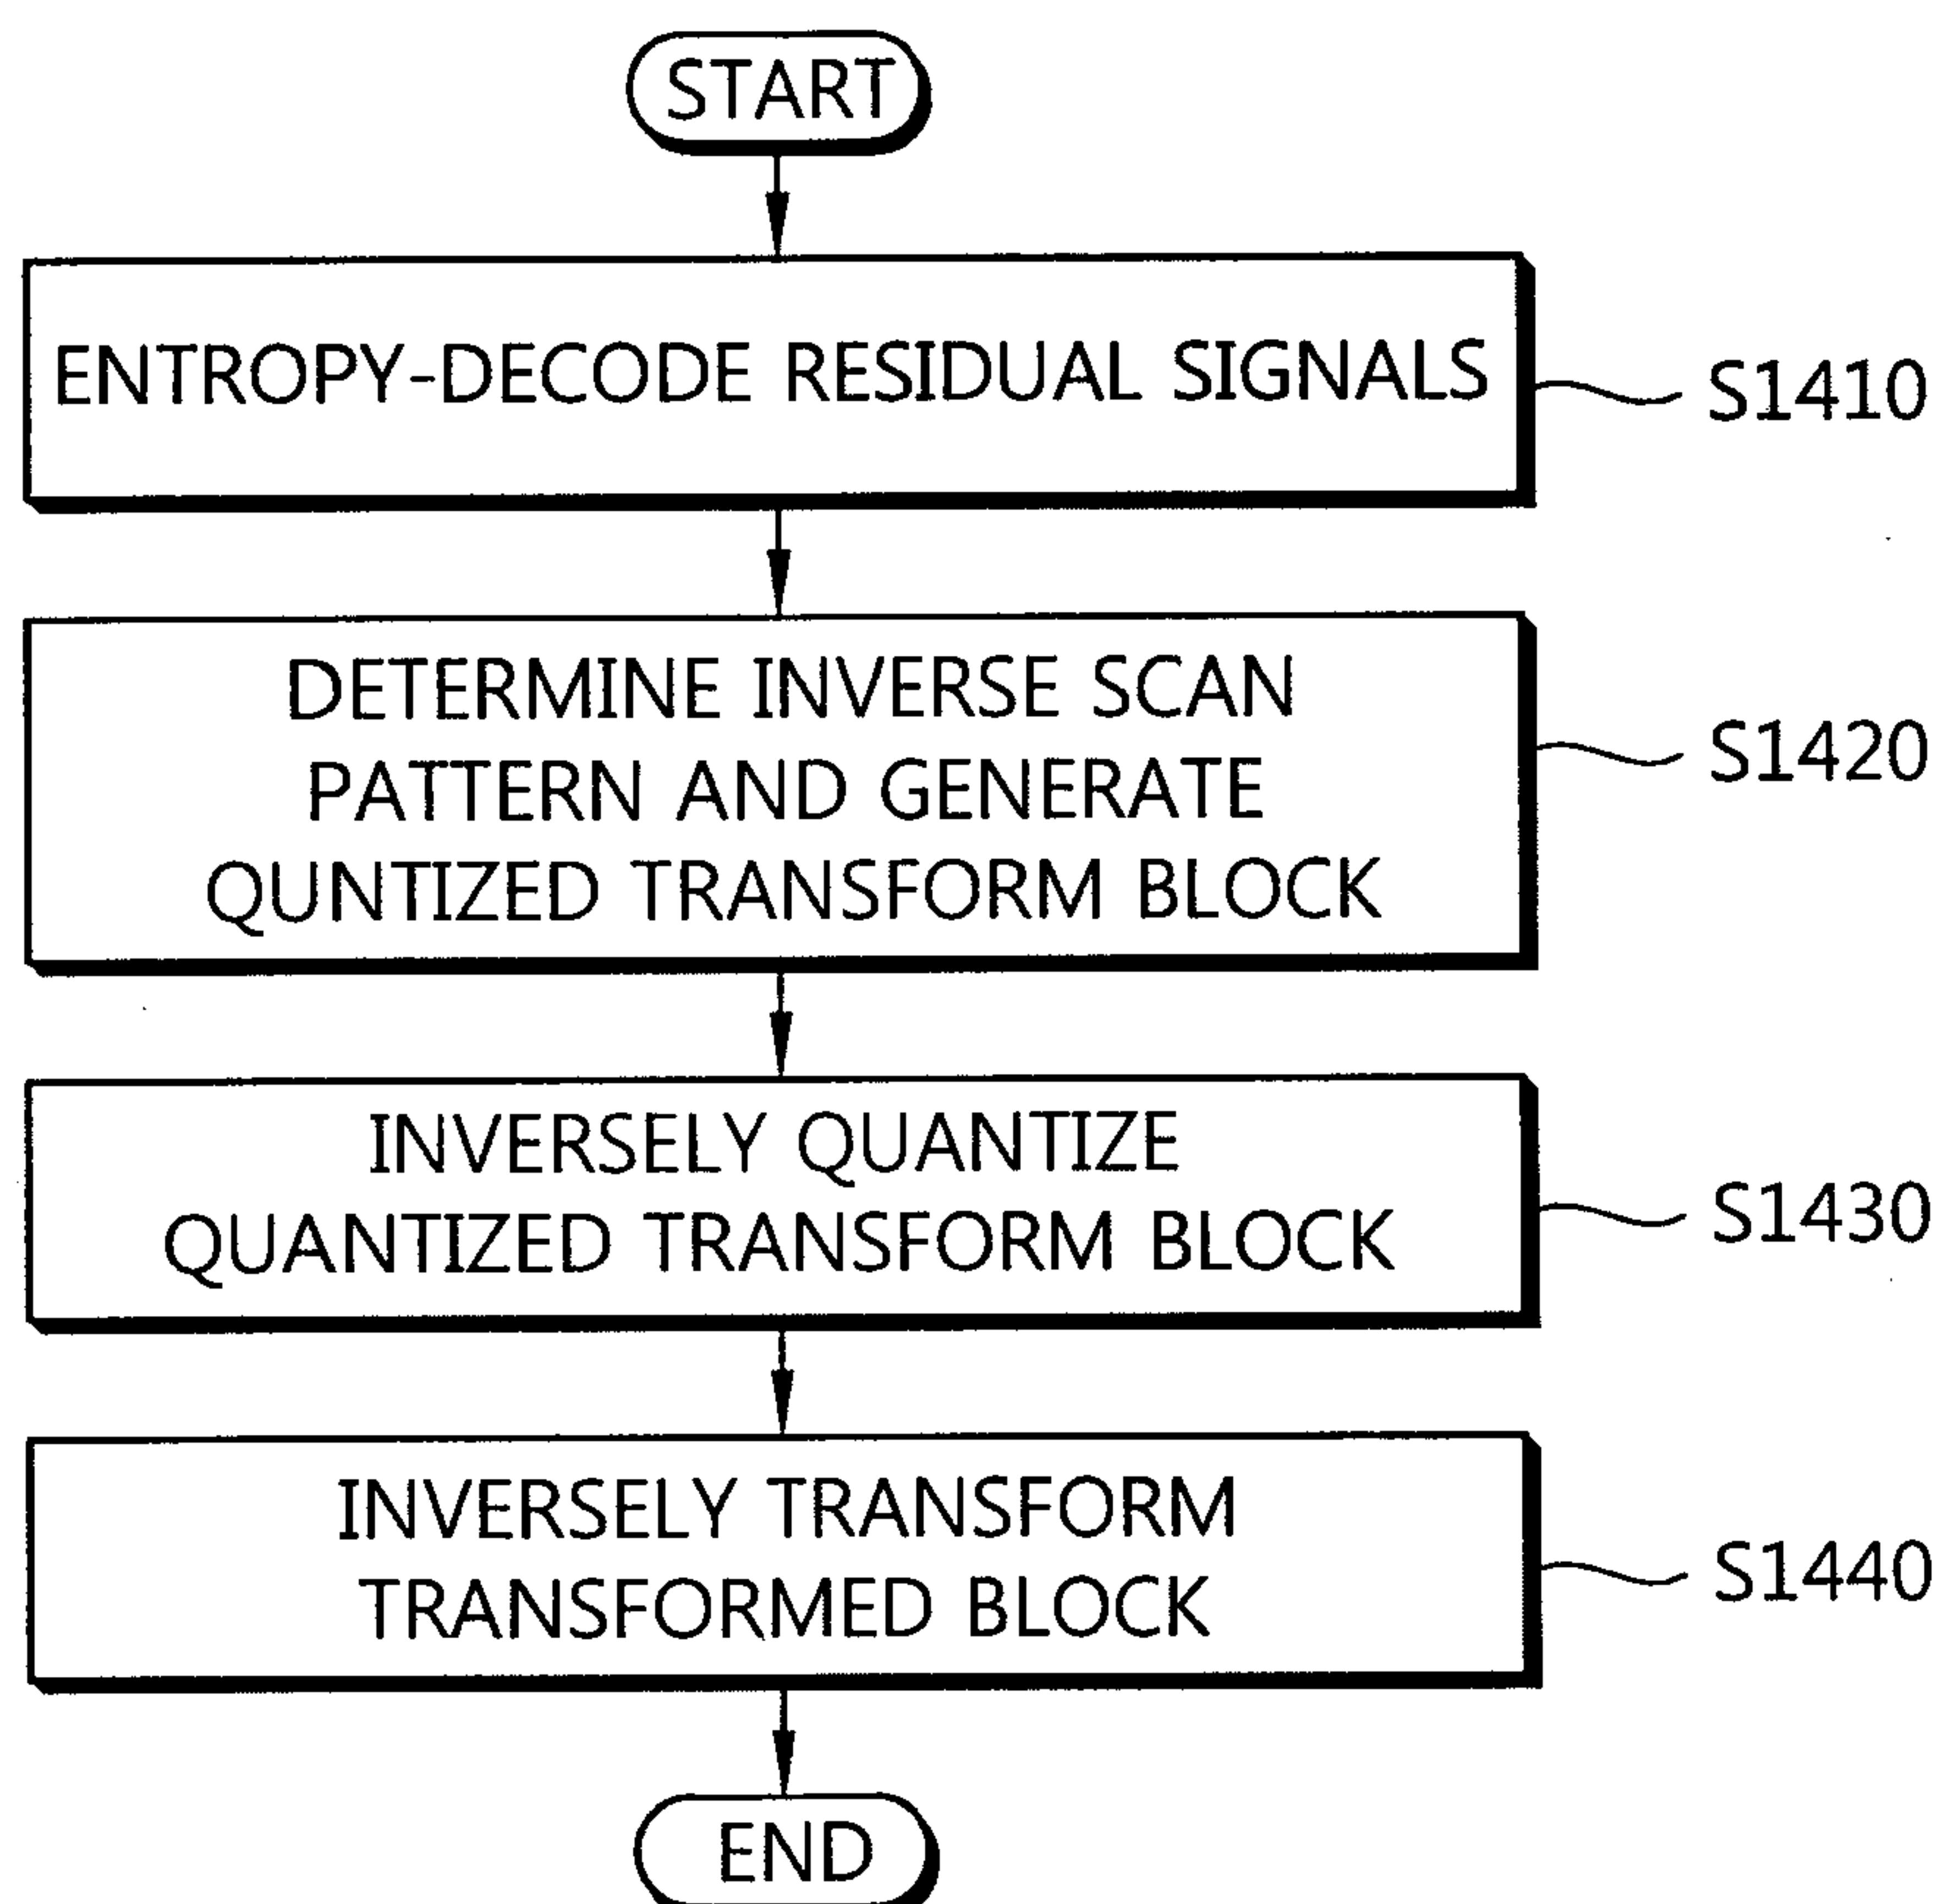 START
ENTROPY-DECODE RESIDUAL SIGNALS
S1410
DETERMINE INVERSE SCAN
PATTERN AND GENERATE
QUNTIZED TRANSFORM BLOCK
S1420
INVERSELY QUANTIZE
QUANTIZED TRANSFORM BLOCK
S1430
INVERSELY TRANSFORM
TRANSFORMED BLOCK
S1440
END